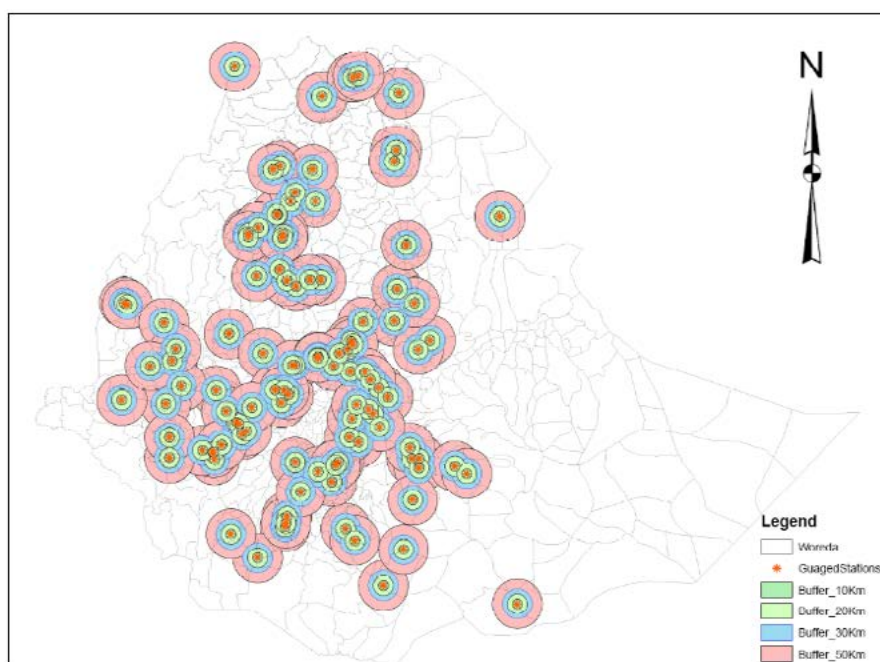 N
Legend
Woreda
GuagedStations
Buffer_10Km
Buffer_20Km
Buffer_30Km
Buffer_50Km